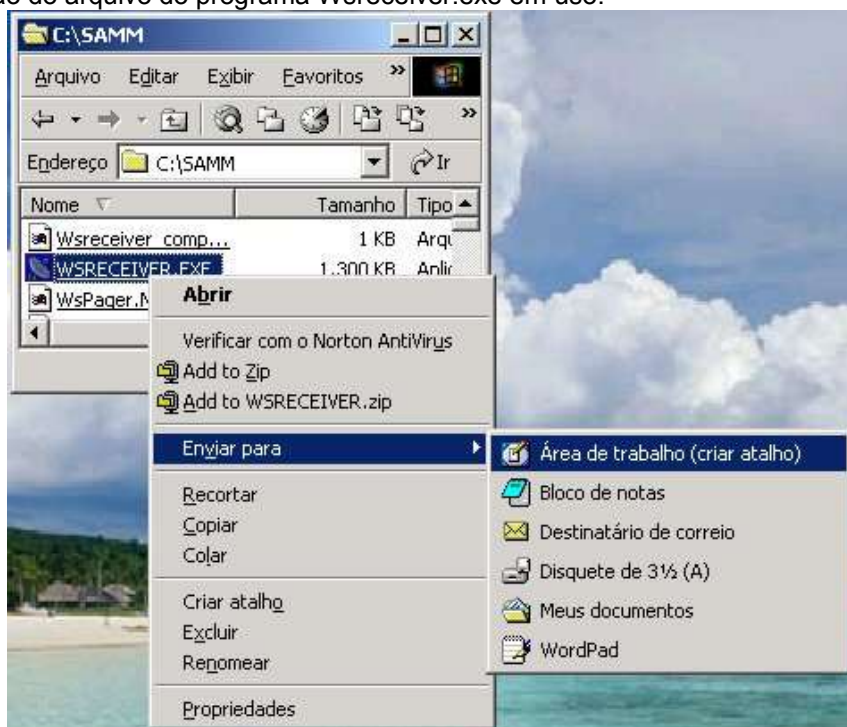 do arquivo do programa Wsreceiver.exe em uso.
C:\SAMM
Arquivo Editar Exibir Favoritos »
»
Endereço C:\SAMM Ir
Nome Tamanho Tipo
Wsreceiver_comp... 1 KB
WSRECEIVER.EXE 1.300 KB
Abrir
Verificar com o Norton AntiVirus
Add to Zip
Add to WSRECEIVER.zip
Enviar para
Recortar
Copiar
Colar
Criar atalho
Excluir
Renomear
Propriedades
Área de trabalho (criar atalho)
Bloco de notas
Destinatário de correio
Disquete de 3½ (A)
Meus documentos
WordPad